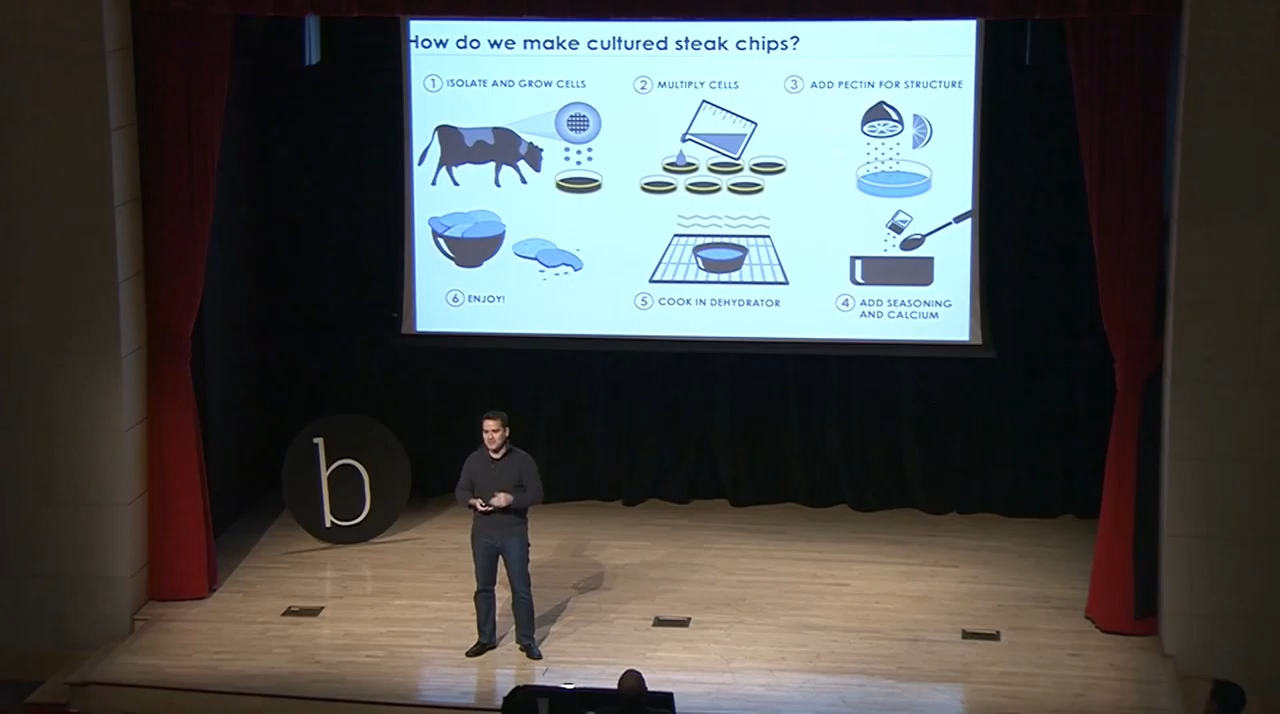 How do we make cultured steak chips?
1 ISOLATE AND GROW CELLS
2 MULTIPLY CELLS
3 ADD PECTIN FOR STRUCTURE
6 ENJOY!
5 COOK IN DEHYDRATOR
4 ADD SEASONING
AND CALCIUM
b